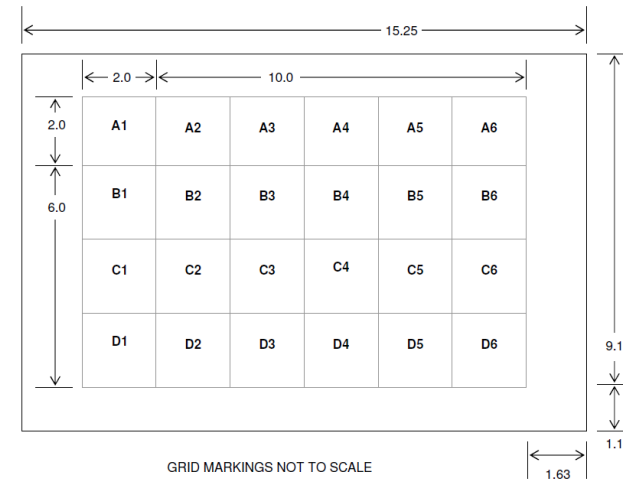 15.25
2.0 10.0
2.0 A1 A2 A3 A4 A5 A6
B1 B2 B3 B4 B5 B6
6.0
C1 C2 C3 C4 C5 C6
D1 D2 D3 D4 D5 D6
9.1
1.1
GRID MARKINGS NOT TO SCALE
1.63